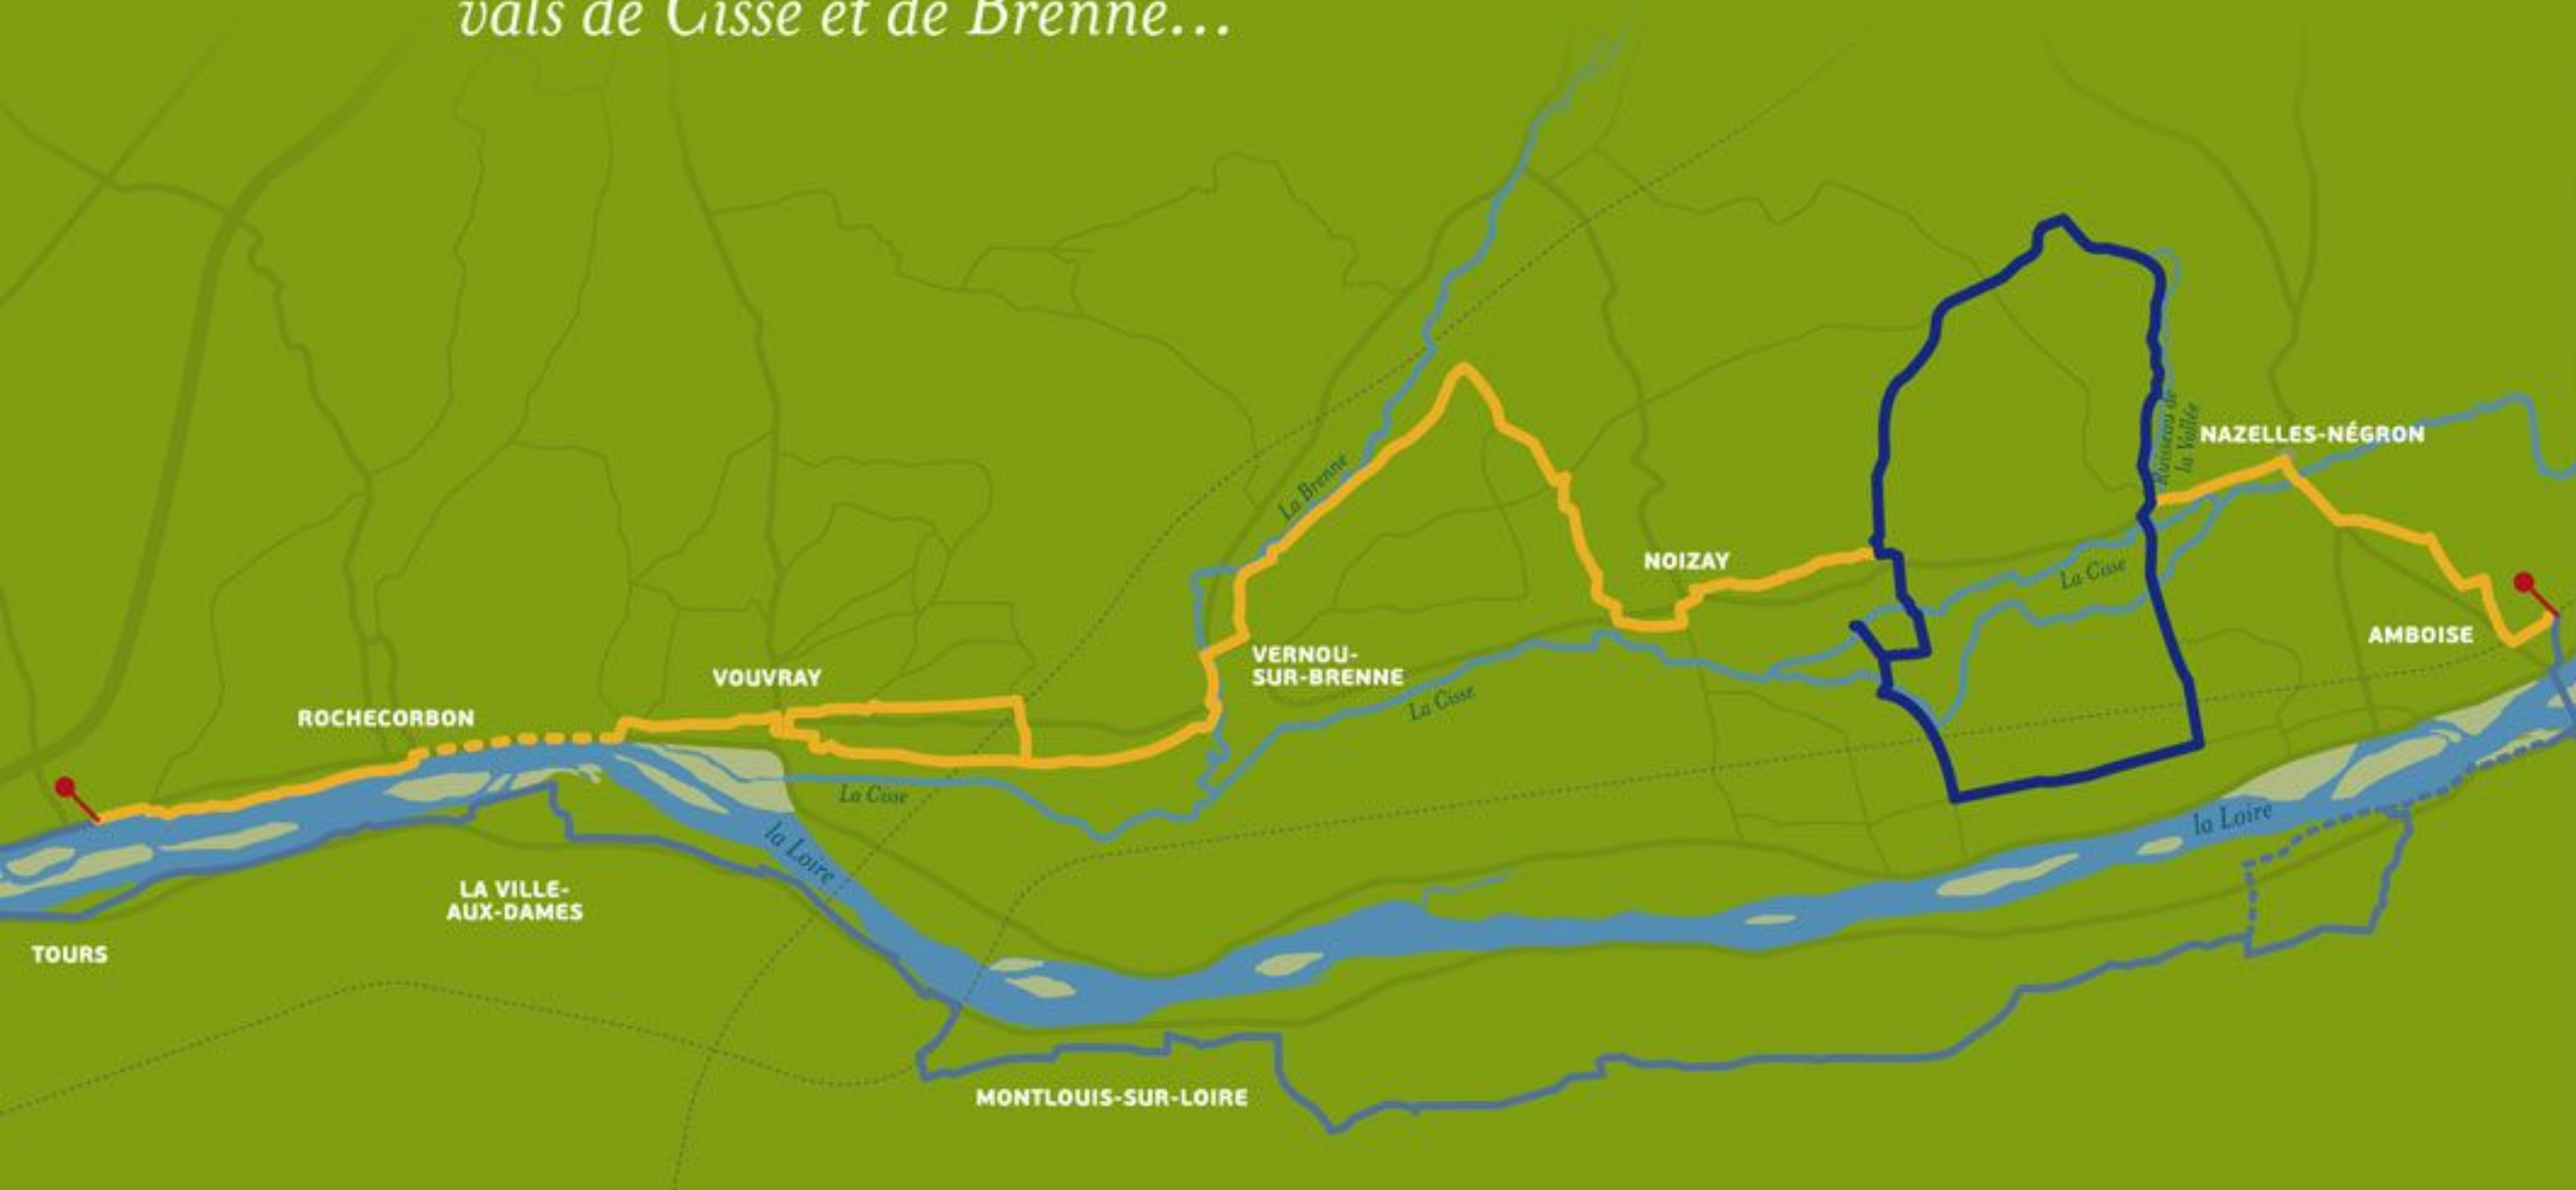 vals de Cisse et de Brenne...
NAZELLES-NÉGRON
Ruisseau de
la Vallée
La Brenne
NOIZAY
La Cisse
AMBOISE
VERNOU-
SUR-BRENNE
VOUVRAY
La Cisse
ROCHECORBON
La Cisse
la Loire
la Loire
LA VILLE-
AUX-DAMES
TOURS
MONTLOUIS-SUR-LOIRE